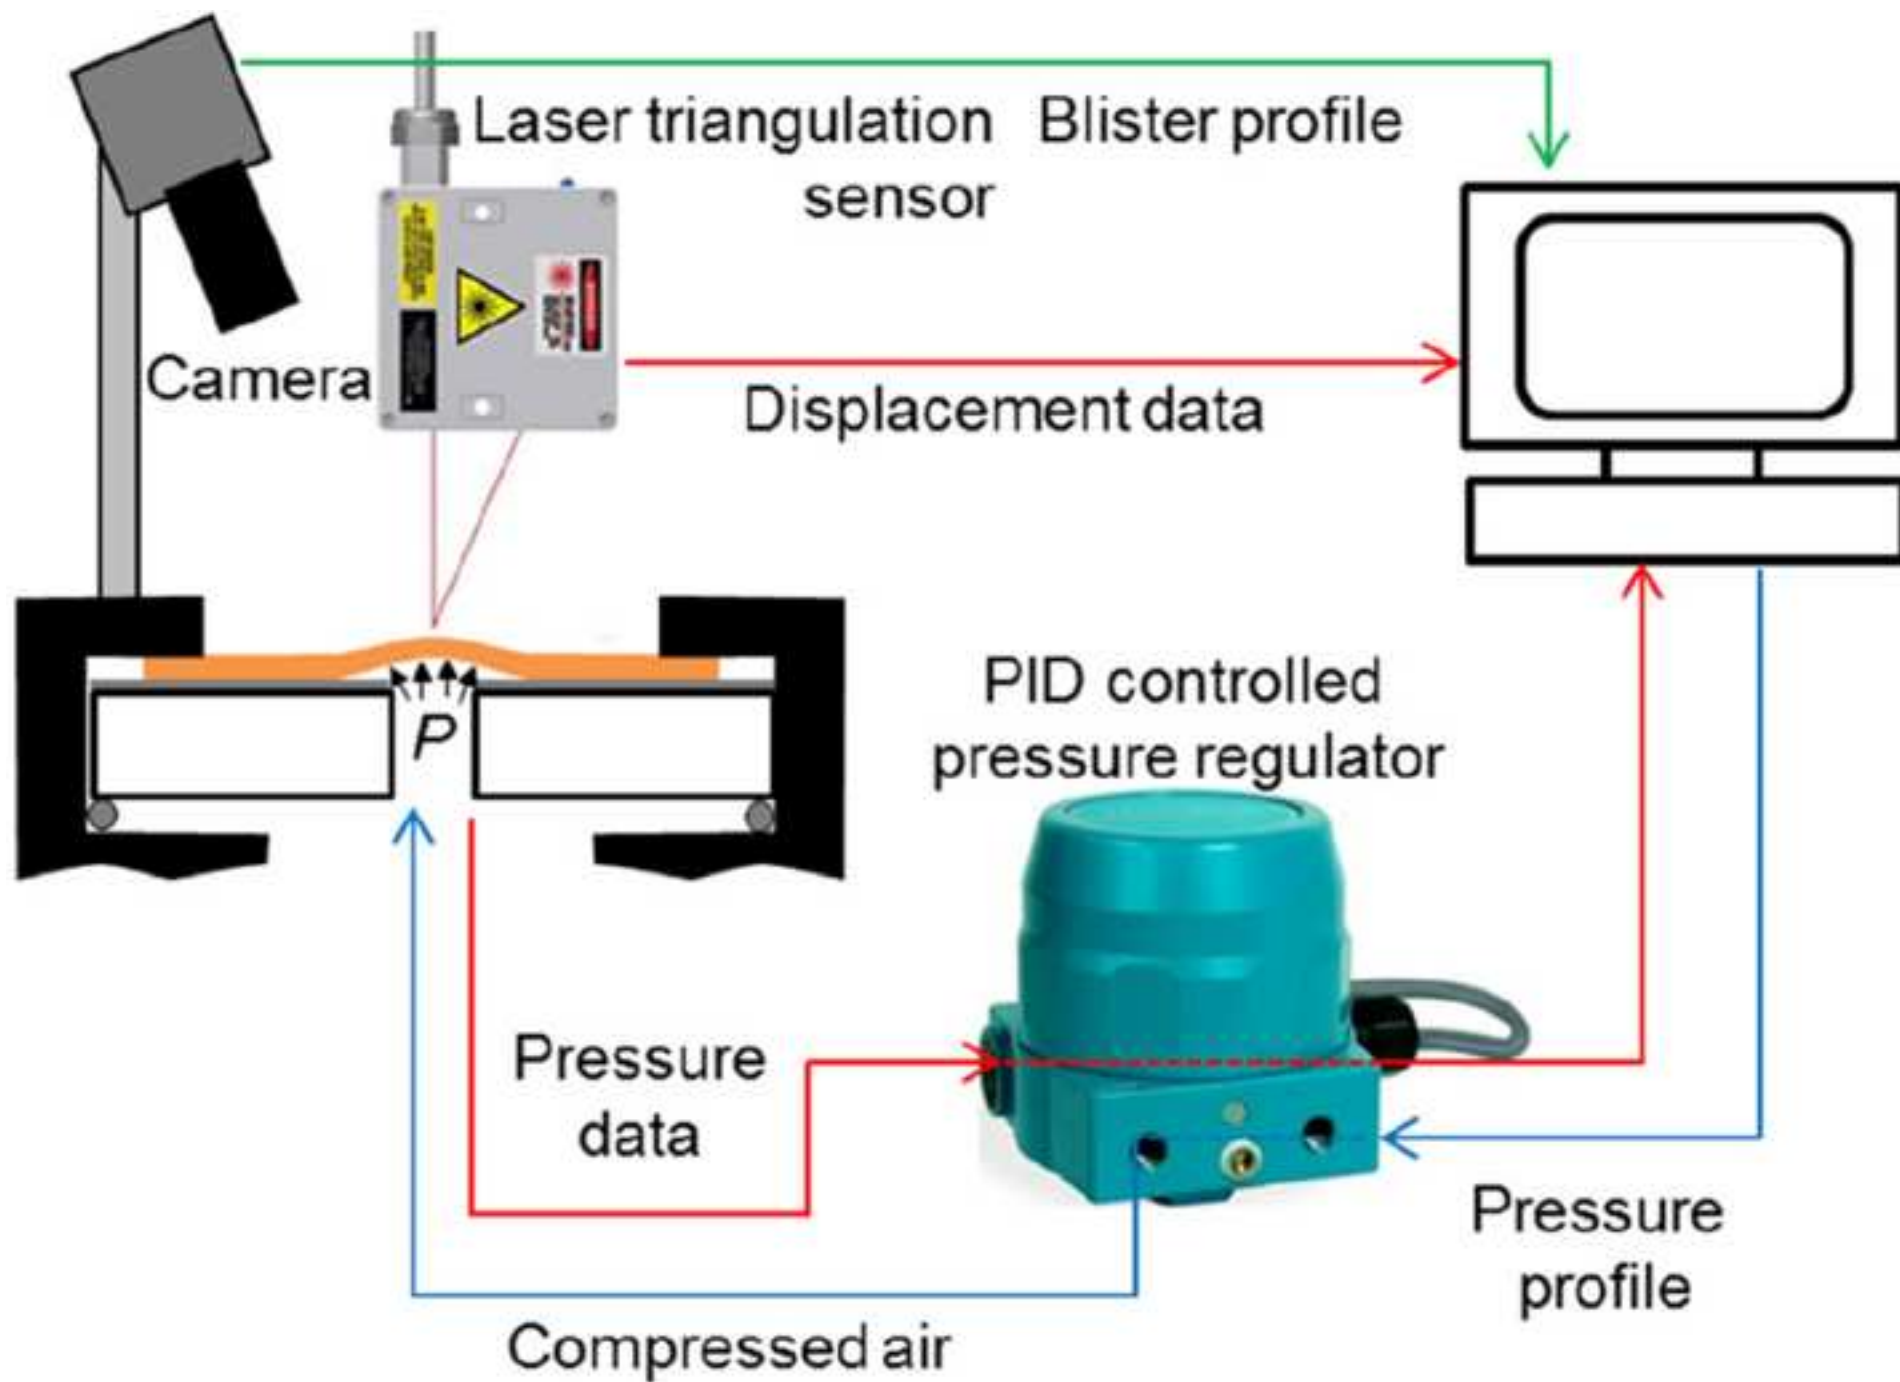 Laser triangulation
sensor
Blister profile
Camera
Displacement data
P
PID controlled
pressure regulator
Pressure
data
Pressure
profile
Compressed air